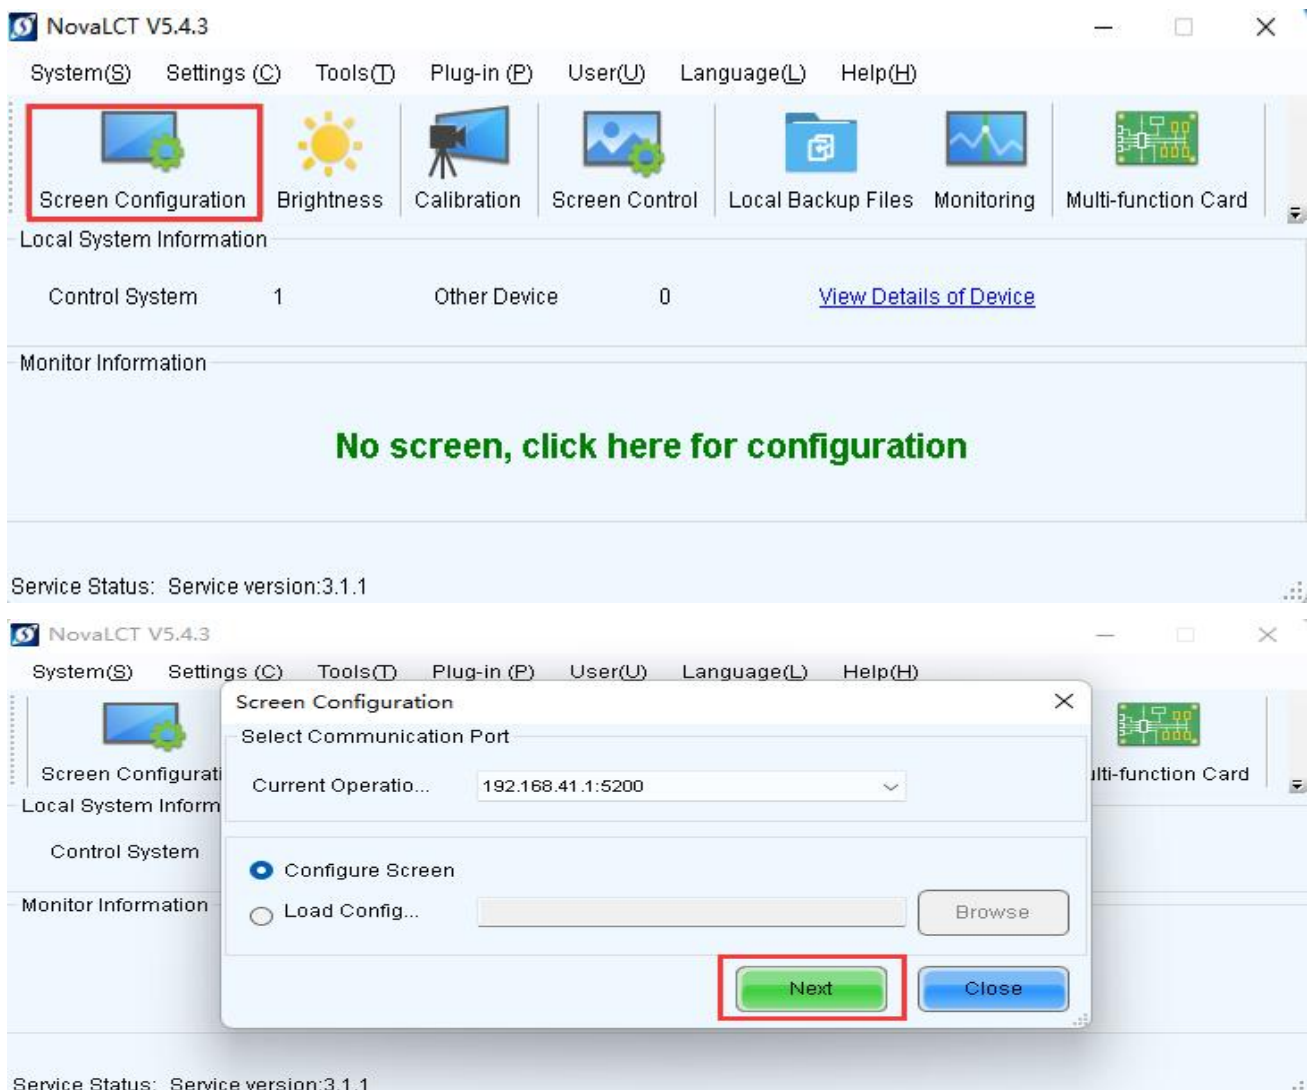 NovaLCT V5.4.3
System(S) Settings (C) Tools(T) Plug-in (P) User(U) Language(L) Help(H)
Screen Configuration Brightness Calibration Screen Control Local Backup Files Monitoring Multi-function Card
Local System Information
Control System 1 Other Device 0 View Details of Device
Monitor Information
No screen, click here for configuration
Service Status: Service version:3.1.1
NovaLCT V5.4.3
System(S) Settings (C) Tools(T) Plug-in (P) User(U) Language(L) Help(H)
Screen Configuration
Select Communication Port
Screen Configurati
Current Operatio... 192.168.41.1:5200
lti-function Card
Local System Inform
Control System
Configure Screen
Monitor Information
Load Config... Browse
Next Close
Service Status: Service version:3.1.1